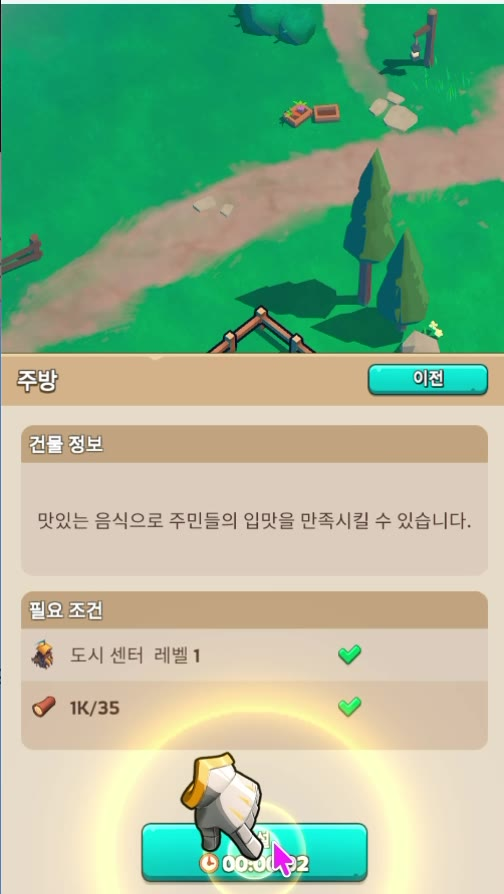 주방
이전
건물 정보
맛있는 음식으로 주민들의 입맛을 만족시킬 수 있습니다.
필요 조건
도시 센터 레벨 1
1K/35